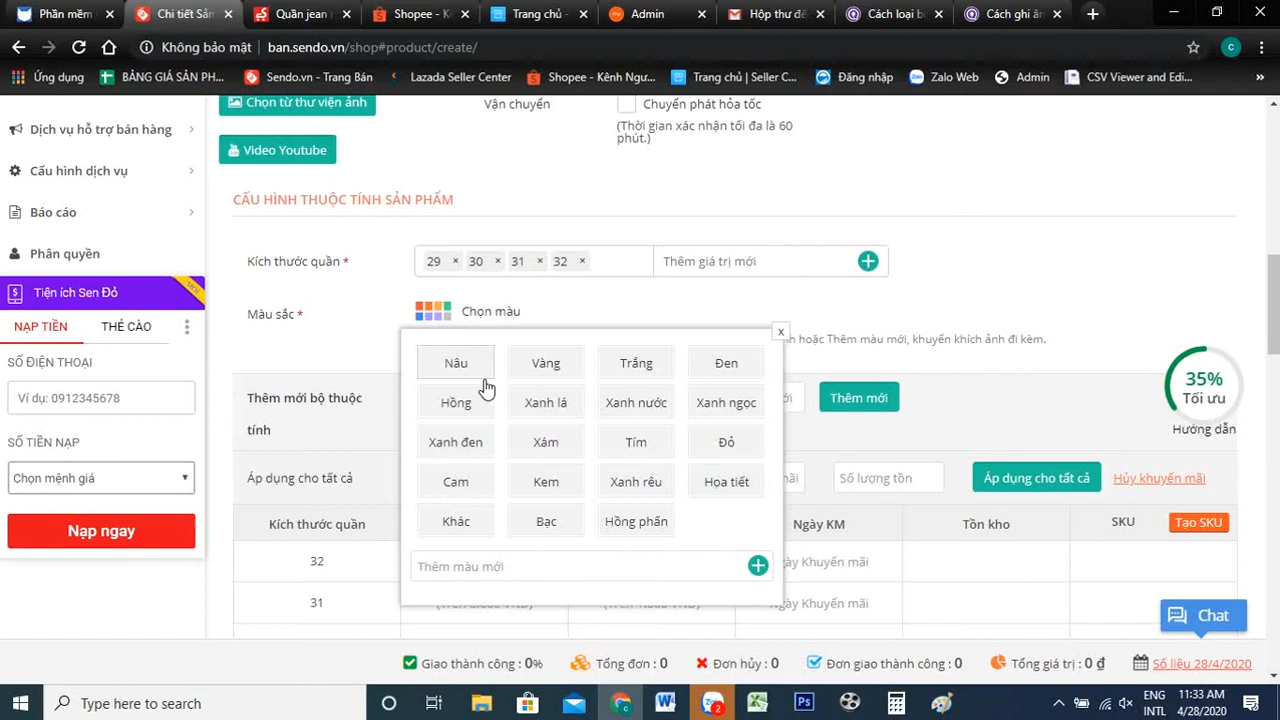 Phần mềm
Chi tiết Sản
Quần jean
Shopee - Kê
Trang chủ -
Admin
Hộp thư đế
Cách loại b
Cách ghi â
Không bảo mật
ban.sendo.vn/shop#product/create/
C
Ứng dụng
BẢNG GIÁ SẢN PH...
Sendo.vn - Trang Bán
Lazada Seller Center
Shopee - Kênh Ngư...
Trang chủ | Seller C...
Đăng nhập
Zalo Web
Admin
CSV Viewer and Edi...
»
Chọn từ thư viện ảnh
Vận chuyển
Chuyển phát hỏa tốc
(Thời gian xác nhận tối đa là 60
phút.)
Video Youtube
Dịch vụ hỗ trợ bán hàng
Cấu hình dịch vụ
Báo cáo
Phân quyền
Tiện ích Sen Đỏ
MỚI
NẠP TIỀN
THẺ CÀO
SỐ ĐIỆN THOẠI
Ví dụ: 0912345678
SỐ TIỀN NẠP
Chọn mệnh giá
Nạp ngay
CẤU HÌNH THUỘC TÍNH SẢN PHẨM
Kích thước quần *
29 × 30 × 31 × 32 ×
Thêm giá trị mới
Màu sắc *
Chọn màu
x
hoặc Thêm màu mới, khuyến khích ảnh đi kèm.
Nâu Vàng Trắng Đen
Hồng Xanh lá Xanh nước Xanh ngọc
Xanh đen Xám Tím Đỏ
Cam Kem Xanh rêu Họa tiết
Khác Bạc Hồng phấn
Thêm màu mới
Thêm mới bộ thuộc
tính
Thêm mới
Áp dụng cho tất cả
Số lượng tồn
Áp dụng cho tất cả
Hủy khuyến mãi
Kích thước quần
Ngày KM
Tồn kho
SKU
Tạo SKU
32
Ngày Khuyến mãi
31
Ngày Khuyến mãi
35%
Tối ưu
Hướng dẫn
Chat
Giao thành công : 0%
Tổng đơn : 0
Đơn hủy : 0
Đơn giao thành công : 0
Tổng giá trị : 0 ₫
Số liệu 28/4/2020
Type here to search
2
ENG
INTL
11:33 AM
4/28/2020